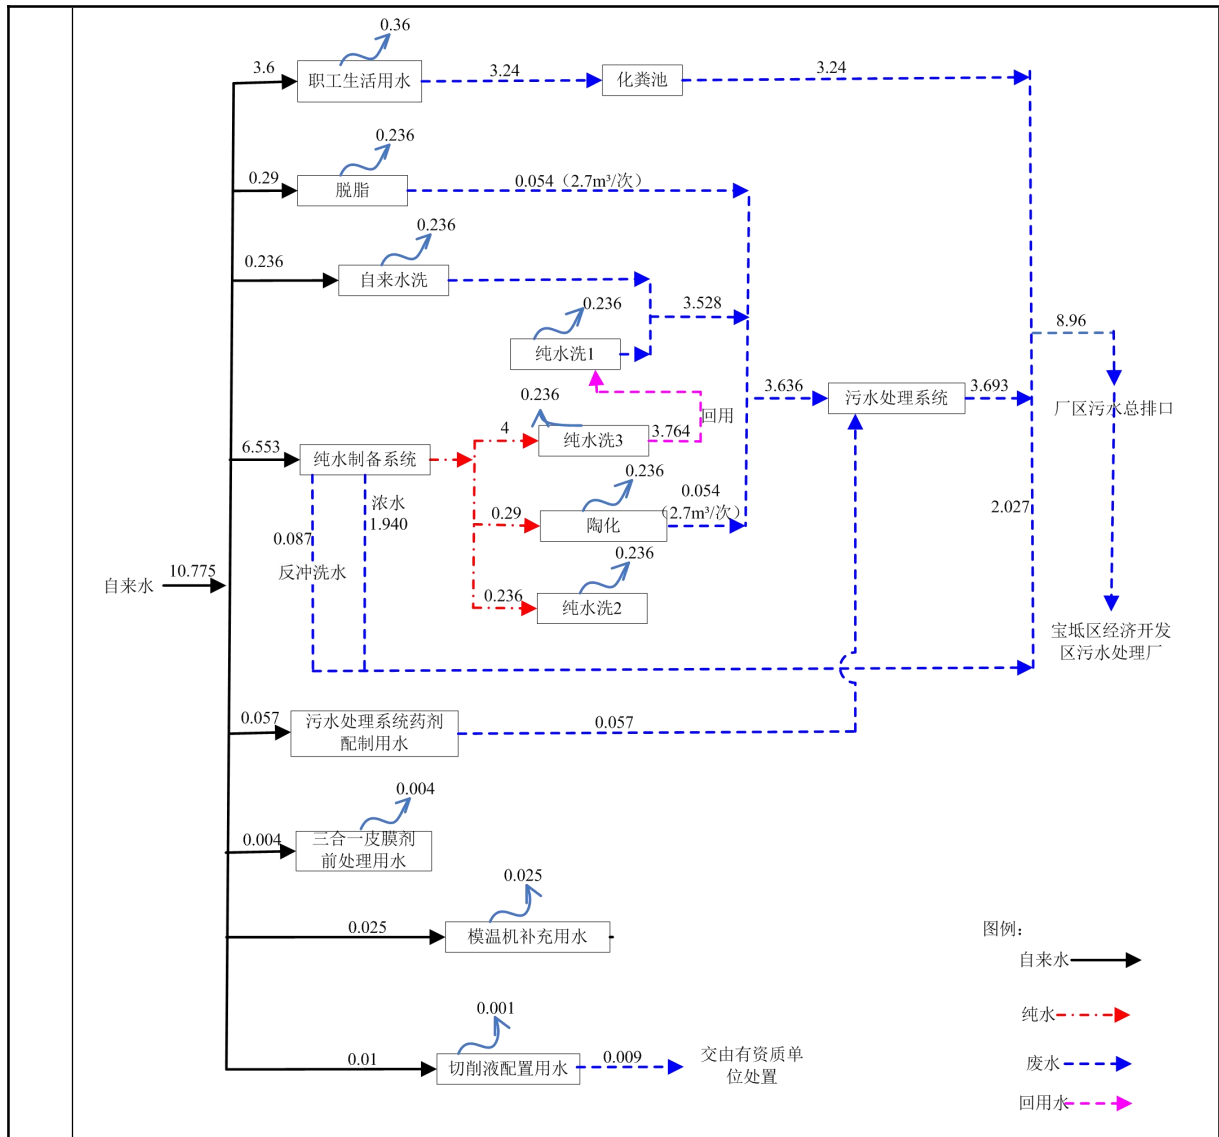 0.36
3.6
职工生活用水
3.24
化粪池
3.24
0.236
0.29
脱脂
0.054（2.7m³/次）
0.236
0.236
自来水洗
0.236
3.528
纯水洗1
8.96
0.236
3.636
污水处理系统
3.693
厂区污水总排口
回用
4
纯水洗3
3.764
6.553
纯水制备系统
0.236
0.054
（2.7m³/次）
浓水
1.940
0.29
陶化
2.027
0.087
反冲洗水
0.236
自来水
10.775
0.236
纯水洗2
宝坻区经济开发
区污水处理厂
0.057
污水处理系统药剂
配制用水
0.057
0.004
0.004
三合一皮膜剂
前处理用水
0.025
0.025
模温机补充用水
图例：
自来水
0.001
纯水
0.01
切削液配置用水
0.009
交由有资质单
位处置
废水
回用水